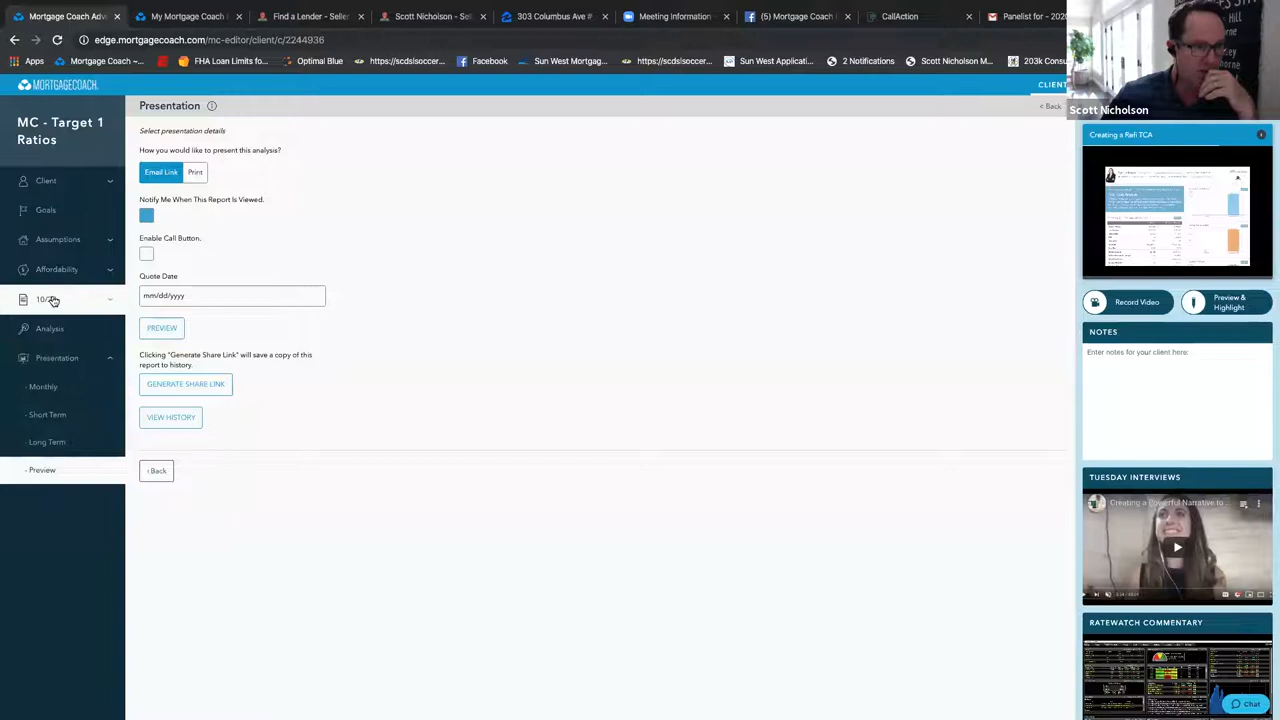 Mortgage Coach Adv
My Mortgage Coach
Find a Lender - Seller
Scott Nicholson - Sel
303 Columbus Ave #
Meeting Information
(5) Mortgage Coach
CallAction
Panelist for - 202
edge.mortgagecoach.com/mc-editor/client/c/2244936
Apps
Mortgage Coach ~...
FHA Loan Limits fo...
Optimal Blue
https://scdslsoccer...
Facebook
Sun West Mortgag...
https://scdslsoccer...
Sun West Applicati...
2 Notifications
Scott Nicholson M...
203k Consu
MORTGAGECOACH
CLIENT
Scott Nicholson
MC - Target 1
Ratios
Client
Goals
Assumptions
Affordability
Analysis
Presentation
- Monthly
- Short Term
- Long Term
- Preview
Presentation
< Back
Select presentation details
How you would like to present this analysis?
Email Link
Print
Notify Me When This Report Is Viewed.
Enable Call Button.
Quote Date
mm/dd/yyyy
PREVIEW
Clicking "Generate Share Link" will save a copy of this
report to history.
GENERATE SHARE LINK
VIEW HISTORY
‹ Back
Creating a Refi TCA
Record Video
Preview &
Highlight
NOTES
Enter notes for your client here:
TUESDAY INTERVIEWS
Creating a Powerful Narrative to ...
RATEWATCH COMMENTARY
Chat